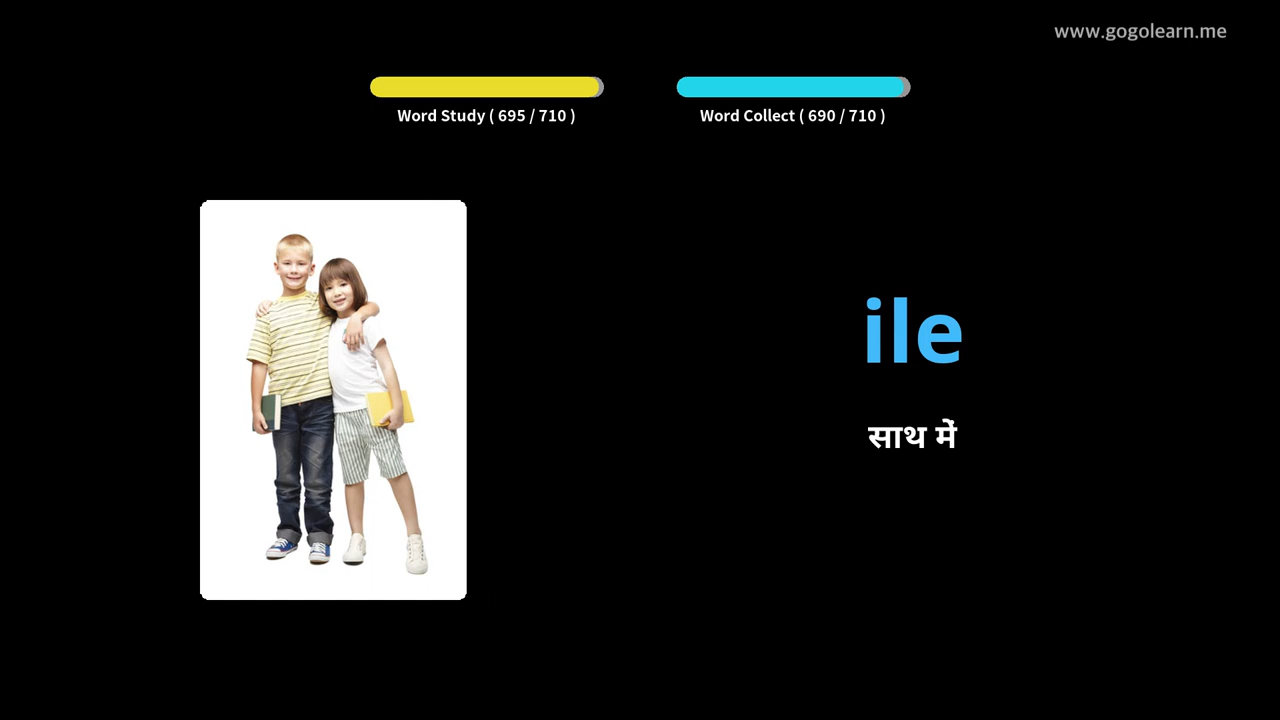 www.gogolearn.me
Word Study ( 695 / 710 )
Word Collect ( 690 / 710 )
ile
साथ में